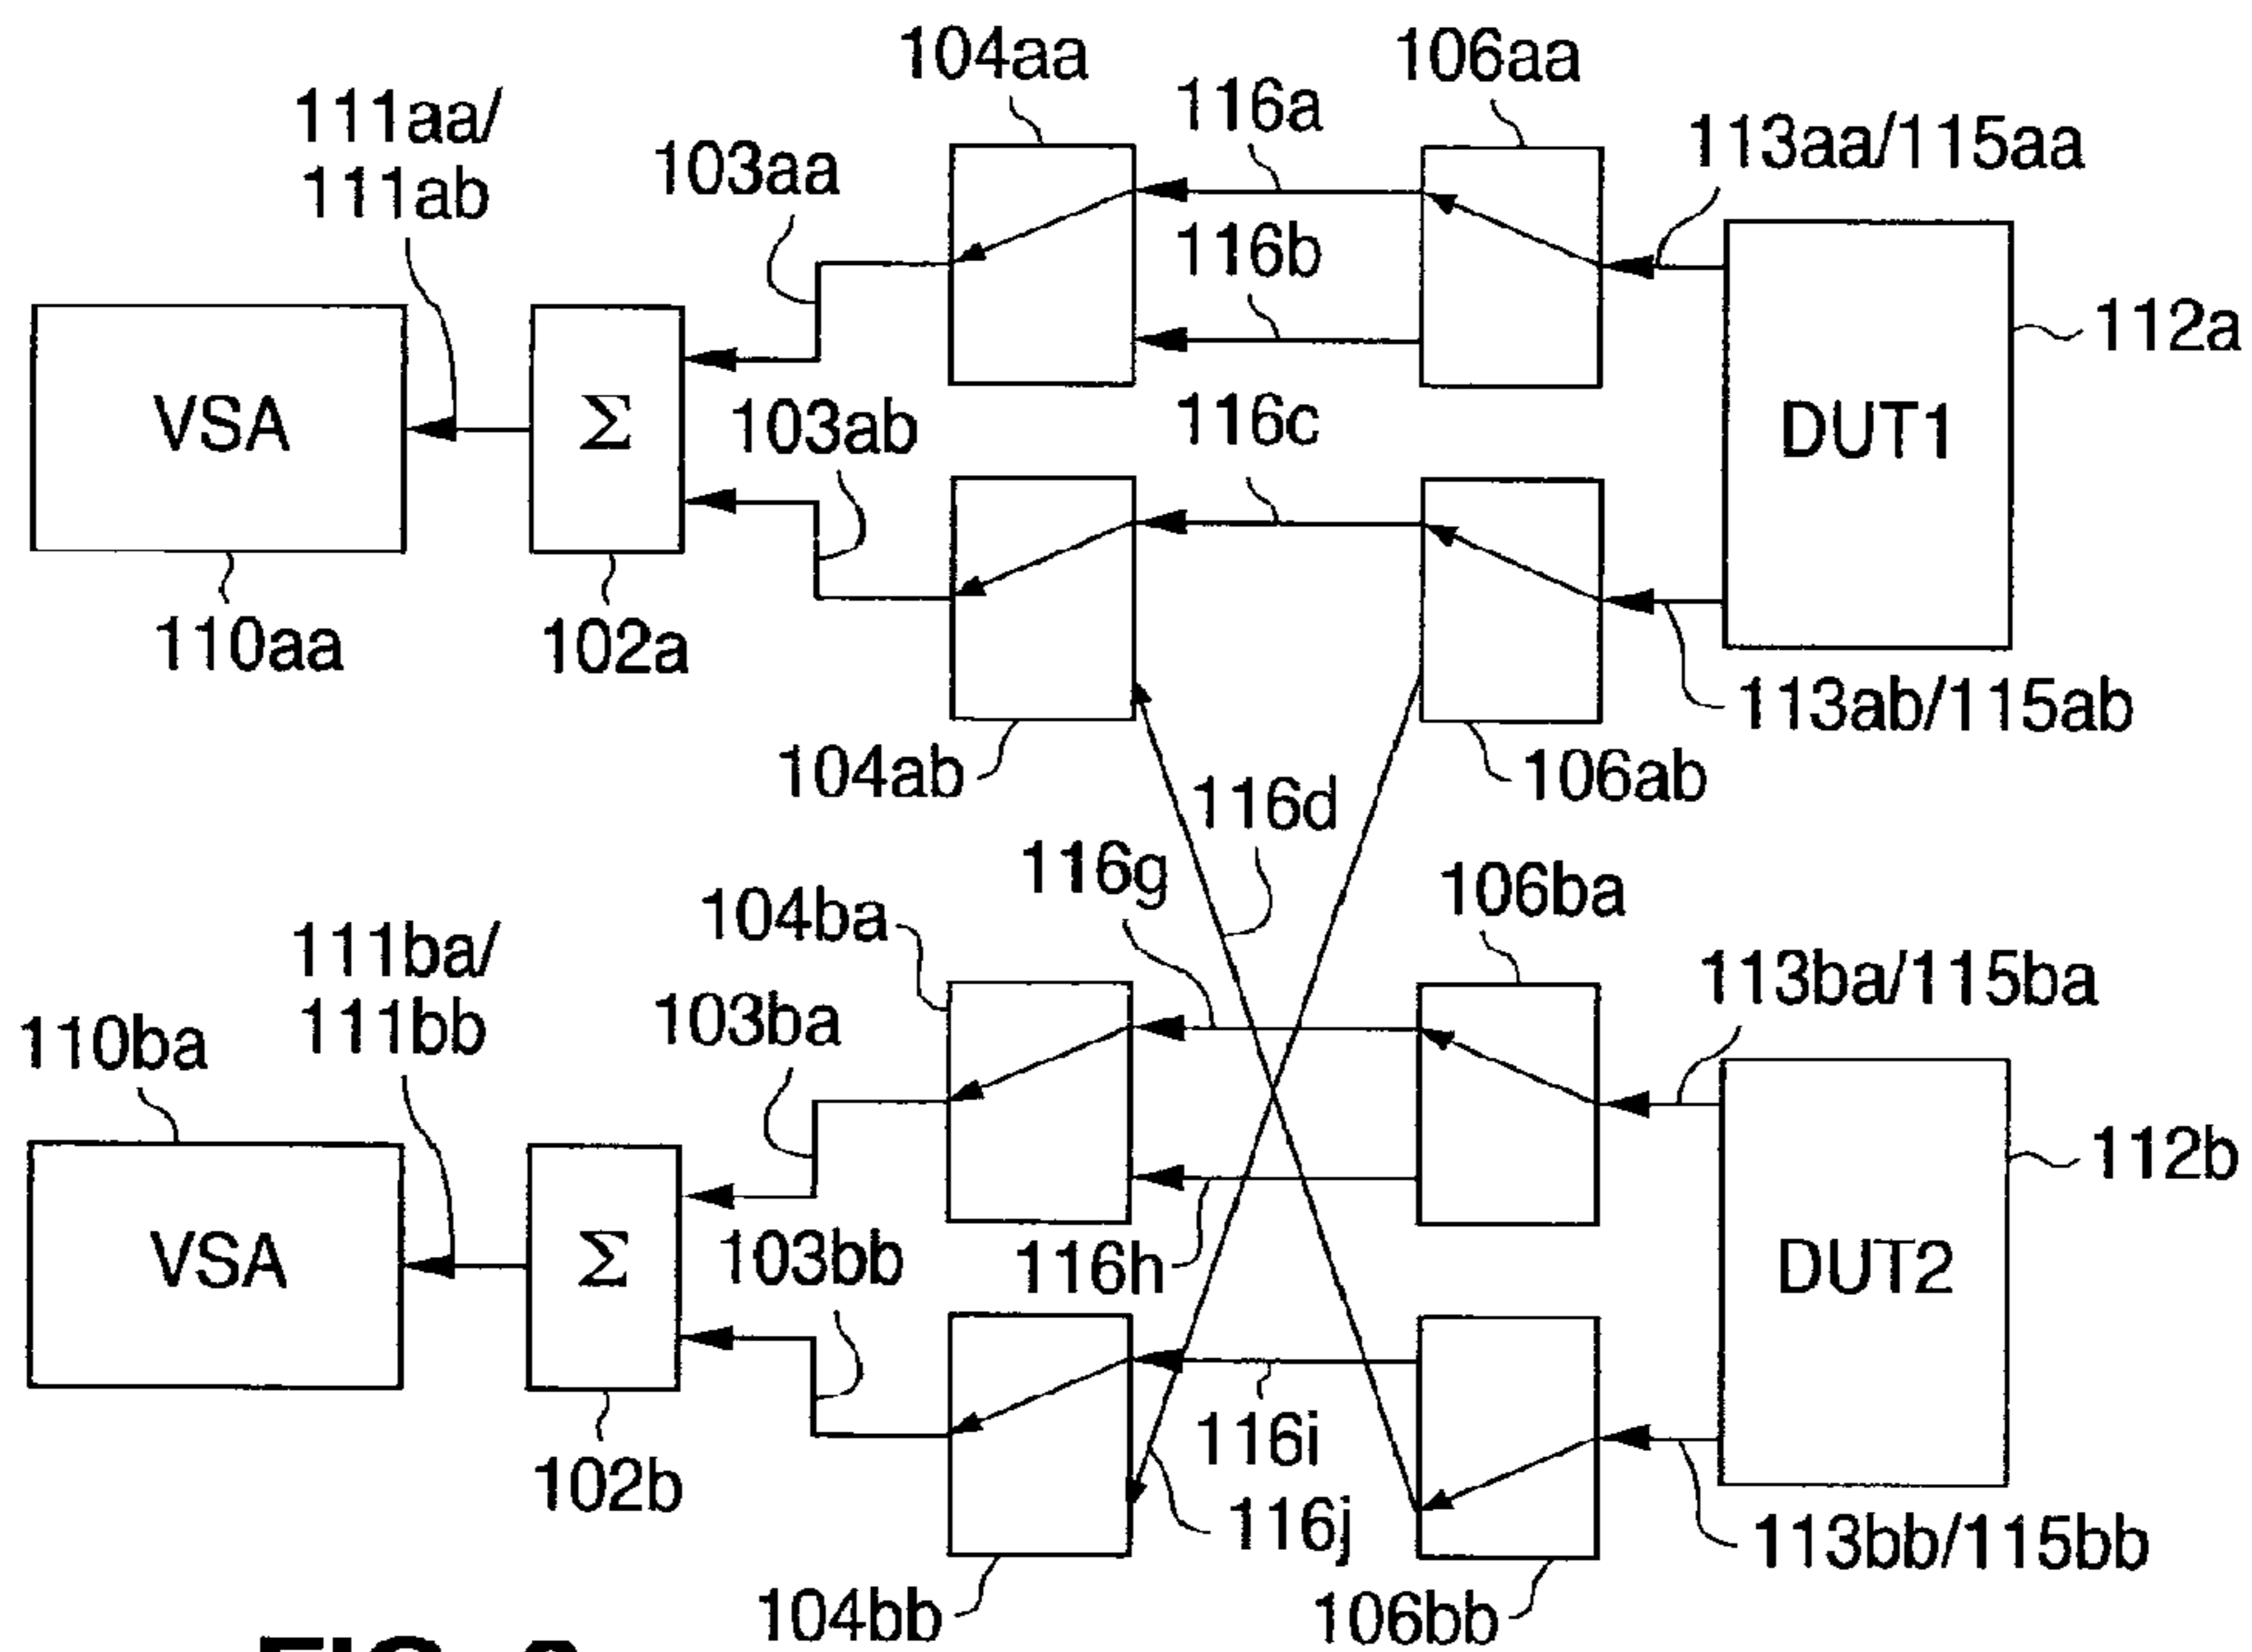 104aa
106aa
116a
111aa/
111ab
103aa
113aa/115aa
116b
112a
VSA
Σ
103ab
116c
DUT1
110aa
102a
113ab/115ab
104ab
106ab
116d
116g
106ba
104ba
111ba/
111bb
103ba
113ba/115ba
110ba
112b
VSA
Σ
103bb
116h
DUT2
102b
116i
116j
113bb/115bb
104bb
106bb